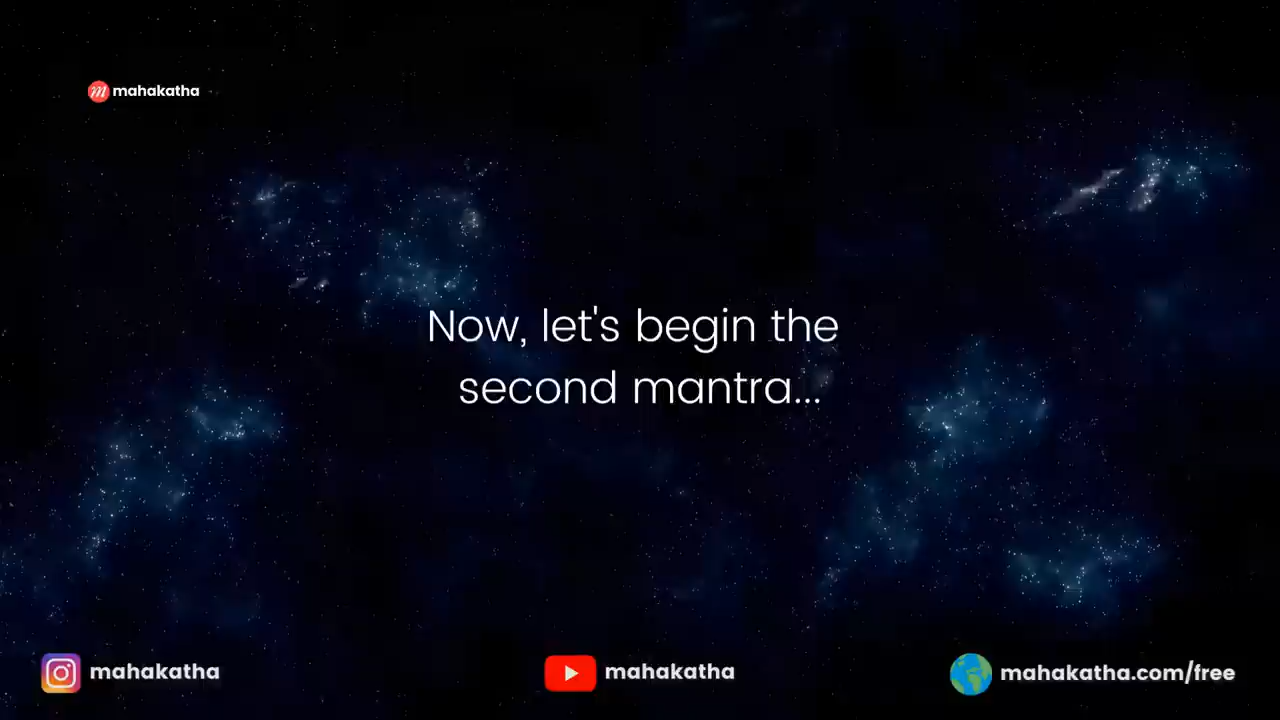 mahakatha
Now, let's begin the
second mantra...
mahakatha
mahakatha
mahakatha.com/free